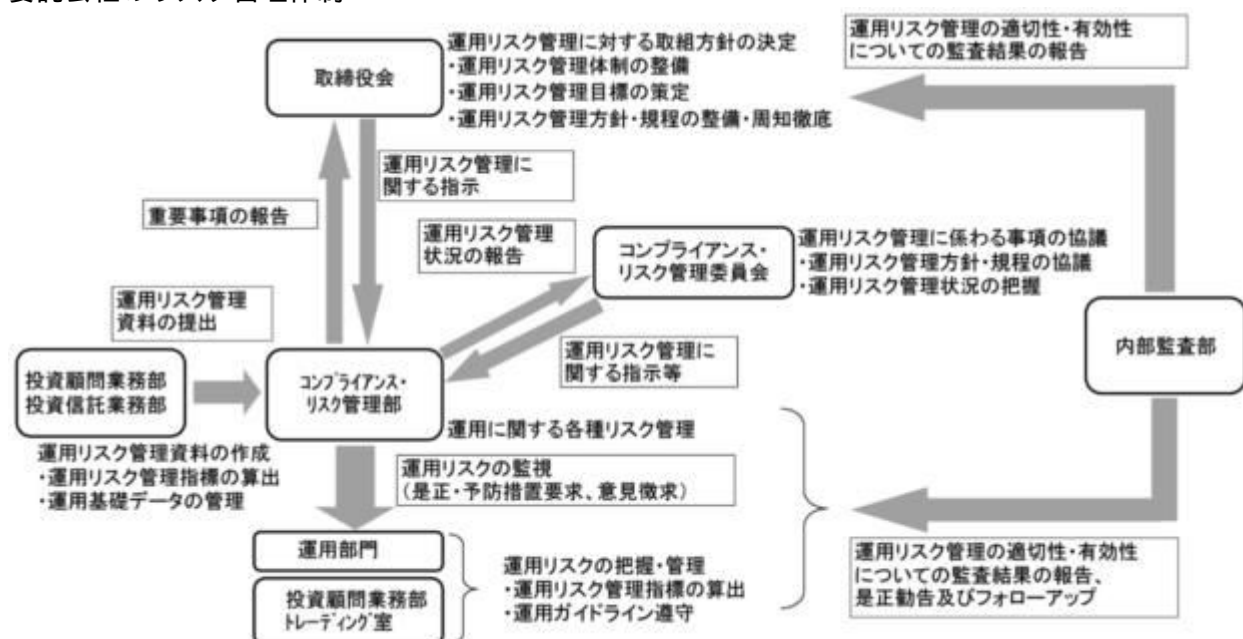 取締役会
運用リスク管理に対する取組方針の決定
・運用リスク管理体制の整備
・運用リスク管理目標の策定
・運用リスク管理方針・規程の整備・周知徹底
運用リスク管理の適切性・有効性
についての監査結果の報告
運用リスク管理に
関する指示
重要事項の報告
運用リスク管理
状況の報告
コンプライアンス・
リスク管理委員会
運用リスク管理に係わる事項の協議
・運用リスク管理方針・規程の協議
・運用リスク管理状況の把握
運用リスク管理
資料の提出
内部監査部
投資顧問業務部
投資信託業務部
コンプライアンス・
リスク管理部
運用リスク管理に
関する指示等
運用に関する各種リスク管理
運用リスク管理資料の作成
・運用リスク管理指標の算出
・運用基礎データの管理
運用リスクの監視
(是正・予防措置要求、意見徴求)
運用部門
投資顧問業務部
トレーディング室
運用リスクの把握・管理
・運用リスク管理指標の算出
・運用ガイドライン遵守
運用リスク管理の適切性・有効性
についての監査結果の報告、
是正勧告及びフォローアップ